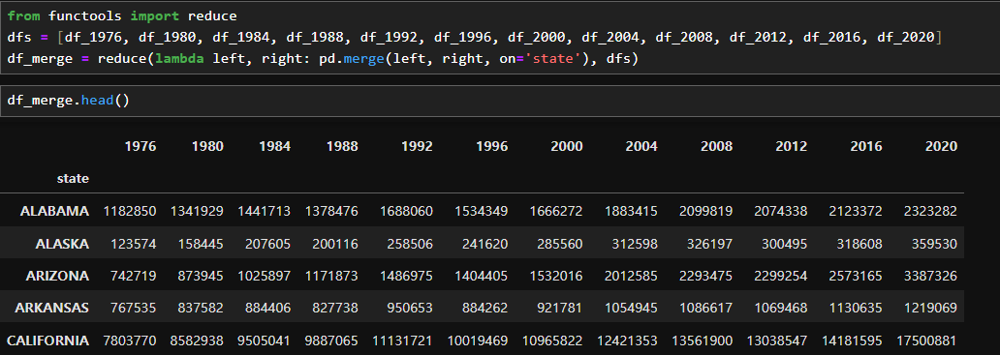 from functools import reduce
dfs = [df_1976, df_1980, df_1984, df_1988, df_1992, df_1996, df_2000, df_2004, df_2008, df_2012, df_2016, df_2020]
df_merge = reduce(lambda left, right: pd.merge(left, right, on='state'), dfs)
df_merge.head()
1976 1980 1984 1988 1992 1996 2000 2004 2008 2012 2016 2020
state
ALABAMA 1182850 1341929 1441713 1378476 1688060 1534349 1666272 1883415 2099819 2074338 2123372 2323282
ALASKA 123574 158445 207605 200116 258506 241620 285560 312598 326197 300495 318608 359530
ARIZONA 742719 873945 1025897 1171873 1486975 1404405 1532016 2012585 2293475 2299254 2573165 3387326
ARKANSAS 767535 837582 884406 827738 950653 884262 921781 1054945 1086617 1069468 1130635 1219069
CALIFORNIA 7803770 8582938 9505041 9887065 11131721 10019469 10965822 12421353 13561900 13038547 14181595 17500881